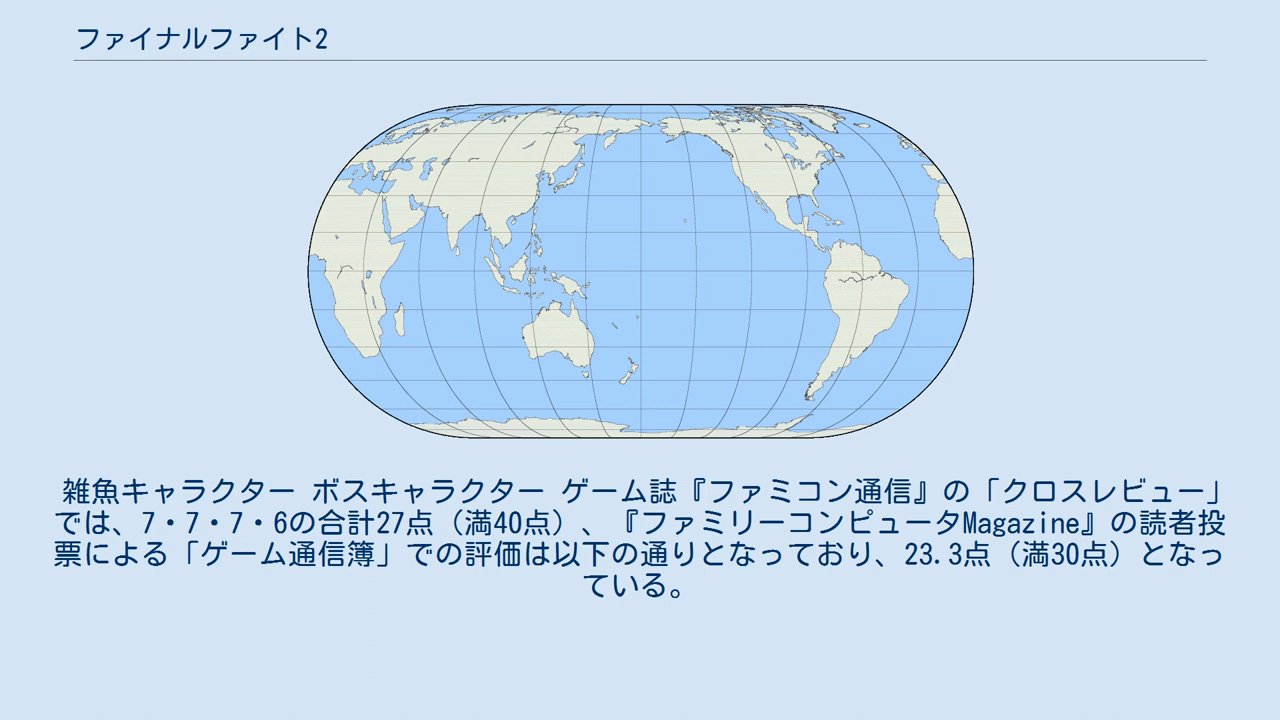 ファイナルファイト2
雑魚キャラクター ボスキャラクター ゲーム誌『ファミコン通信』の「クロスレビュー」
では、7・7・7・6の合計27点（満40点）、『ファミリーコンピュータMagazine』の読者投
票による「ゲーム通信簿」での評価は以下の通りとなっており、23.3点（満30点）となっ
ている。